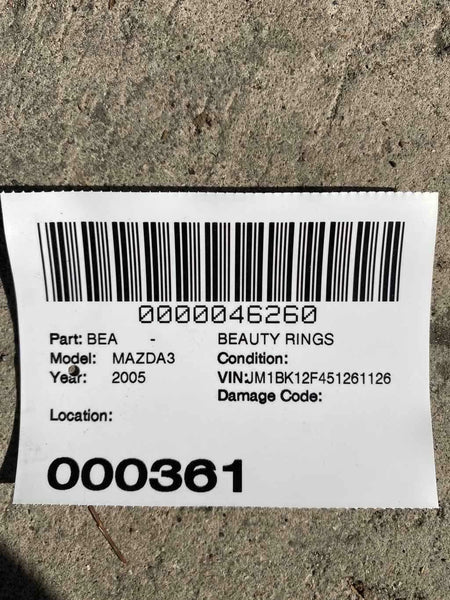 0000046260
Part: BEA - BEAUTY RINGS
Model: MAZDA3 Condition:
Year: 2005 VIN:JM1BK12F451261126
Damage Code:
Location:
000361